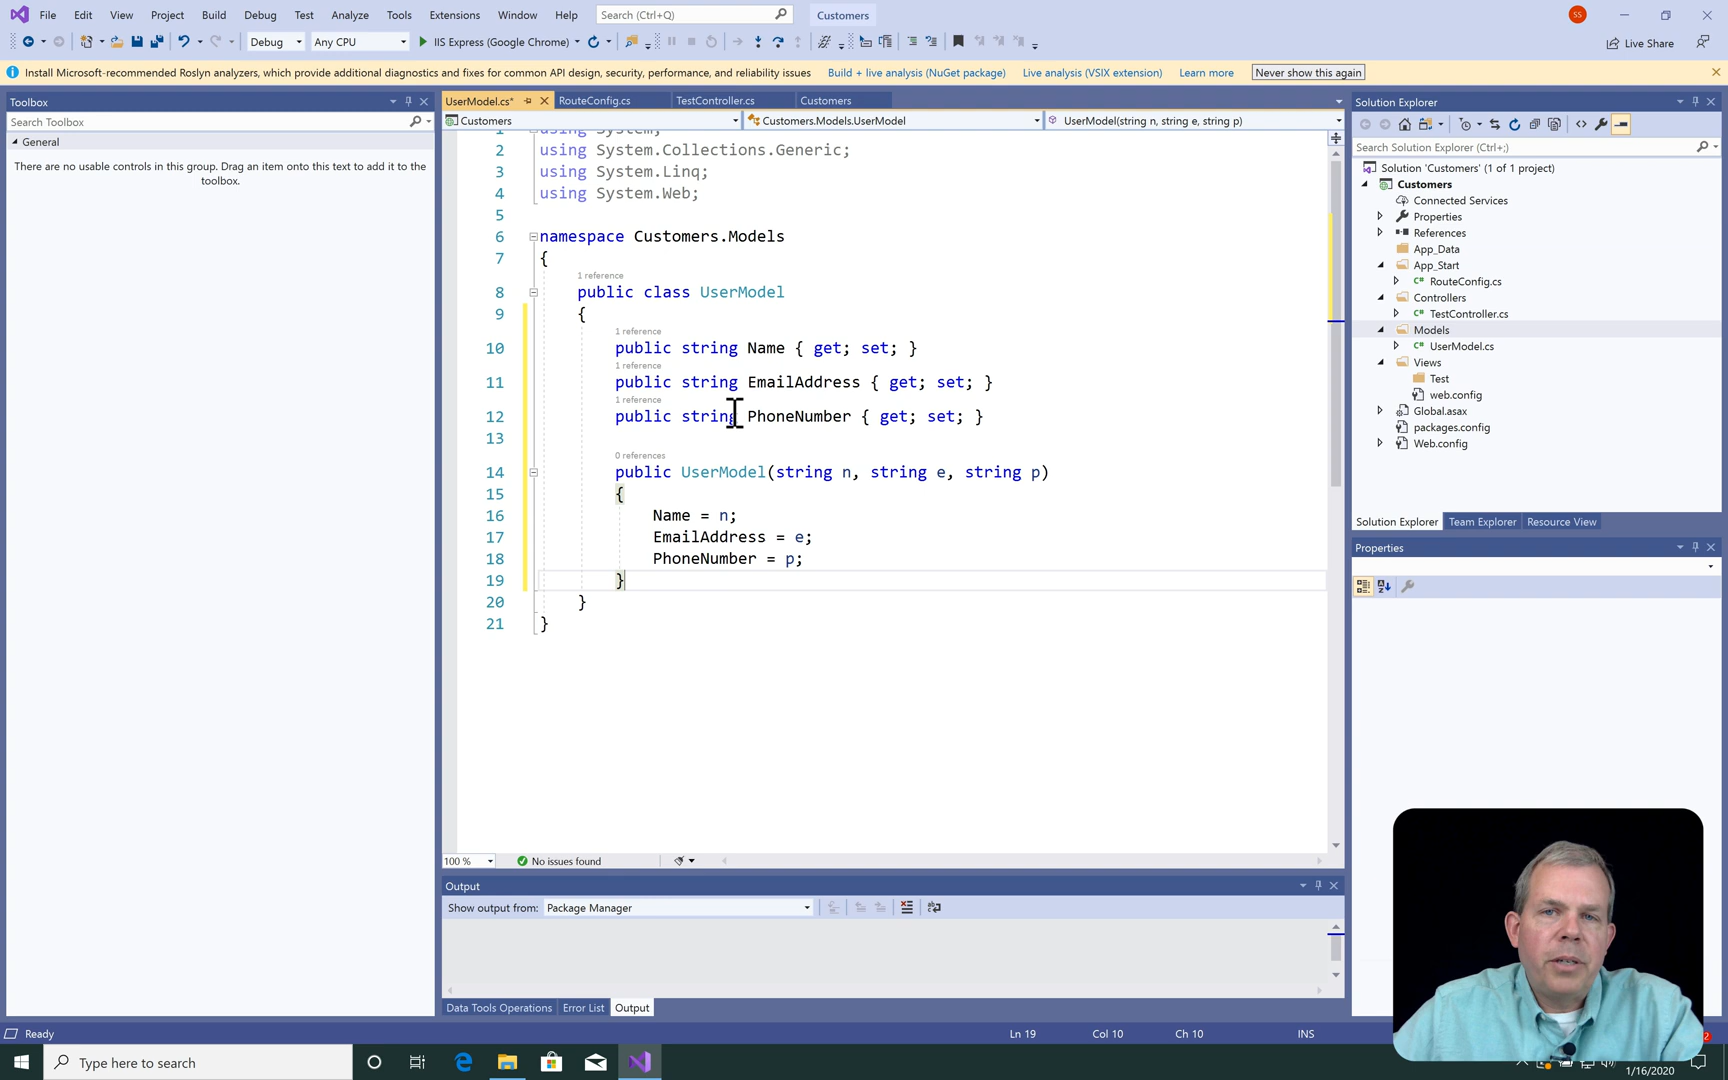 File Edit View Project Build Debug Test Analyze Tools Extensions Window Help Search (Ctrl+Q) Customers SS
Debug Any CPU IIS Express (Google Chrome) Live Share
Install Microsoft-recommended Roslyn analyzers, which provide additional diagnostics and fixes for common API design, security, performance, and reliability issues Build + live analysis (NuGet package) Live analysis (VSIX extension) Learn more Never show this again
Toolbox
Search Toolbox
General
There are no usable controls in this group. Drag an item onto this text to add it to the
toolbox.
UserModel.cs* RouteConfig.cs TestController.cs Customers
Customers Customers.Models.UserModel UserModel(string n, string e, string p)
1 using System;
2 using System.Collections.Generic;
3 using System.Linq;
4 using System.Web;
5
6 namespace Customers.Models
7 {
1 reference
8 public class UserModel
9 {
1 reference
10 public string Name { get; set; }
1 reference
11 public string EmailAddress { get; set; }
1 reference
12 public string PhoneNumber { get; set; }
13
0 references
14 public UserModel(string n, string e, string p)
15 {
16 Name = n;
17 EmailAddress = e;
18 PhoneNumber = p;
19 }
20 }
21 }
100 % No issues found
Output
Show output from: Package Manager
Data Tools Operations Error List Output
Solution Explorer
Search Solution Explorer (Ctrl+;)
Solution 'Customers' (1 of 1 project)
Customers
Connected Services
Properties
References
App_Data
App_Start
RouteConfig.cs
Controllers
TestController.cs
Models
UserModel.cs
Views
Test
web.config
Global.asax
packages.config
Web.config
Solution Explorer Team Explorer Resource View
Properties
Ready Ln 19 Col 10 Ch 10 INS
Type here to search
1/16/2020